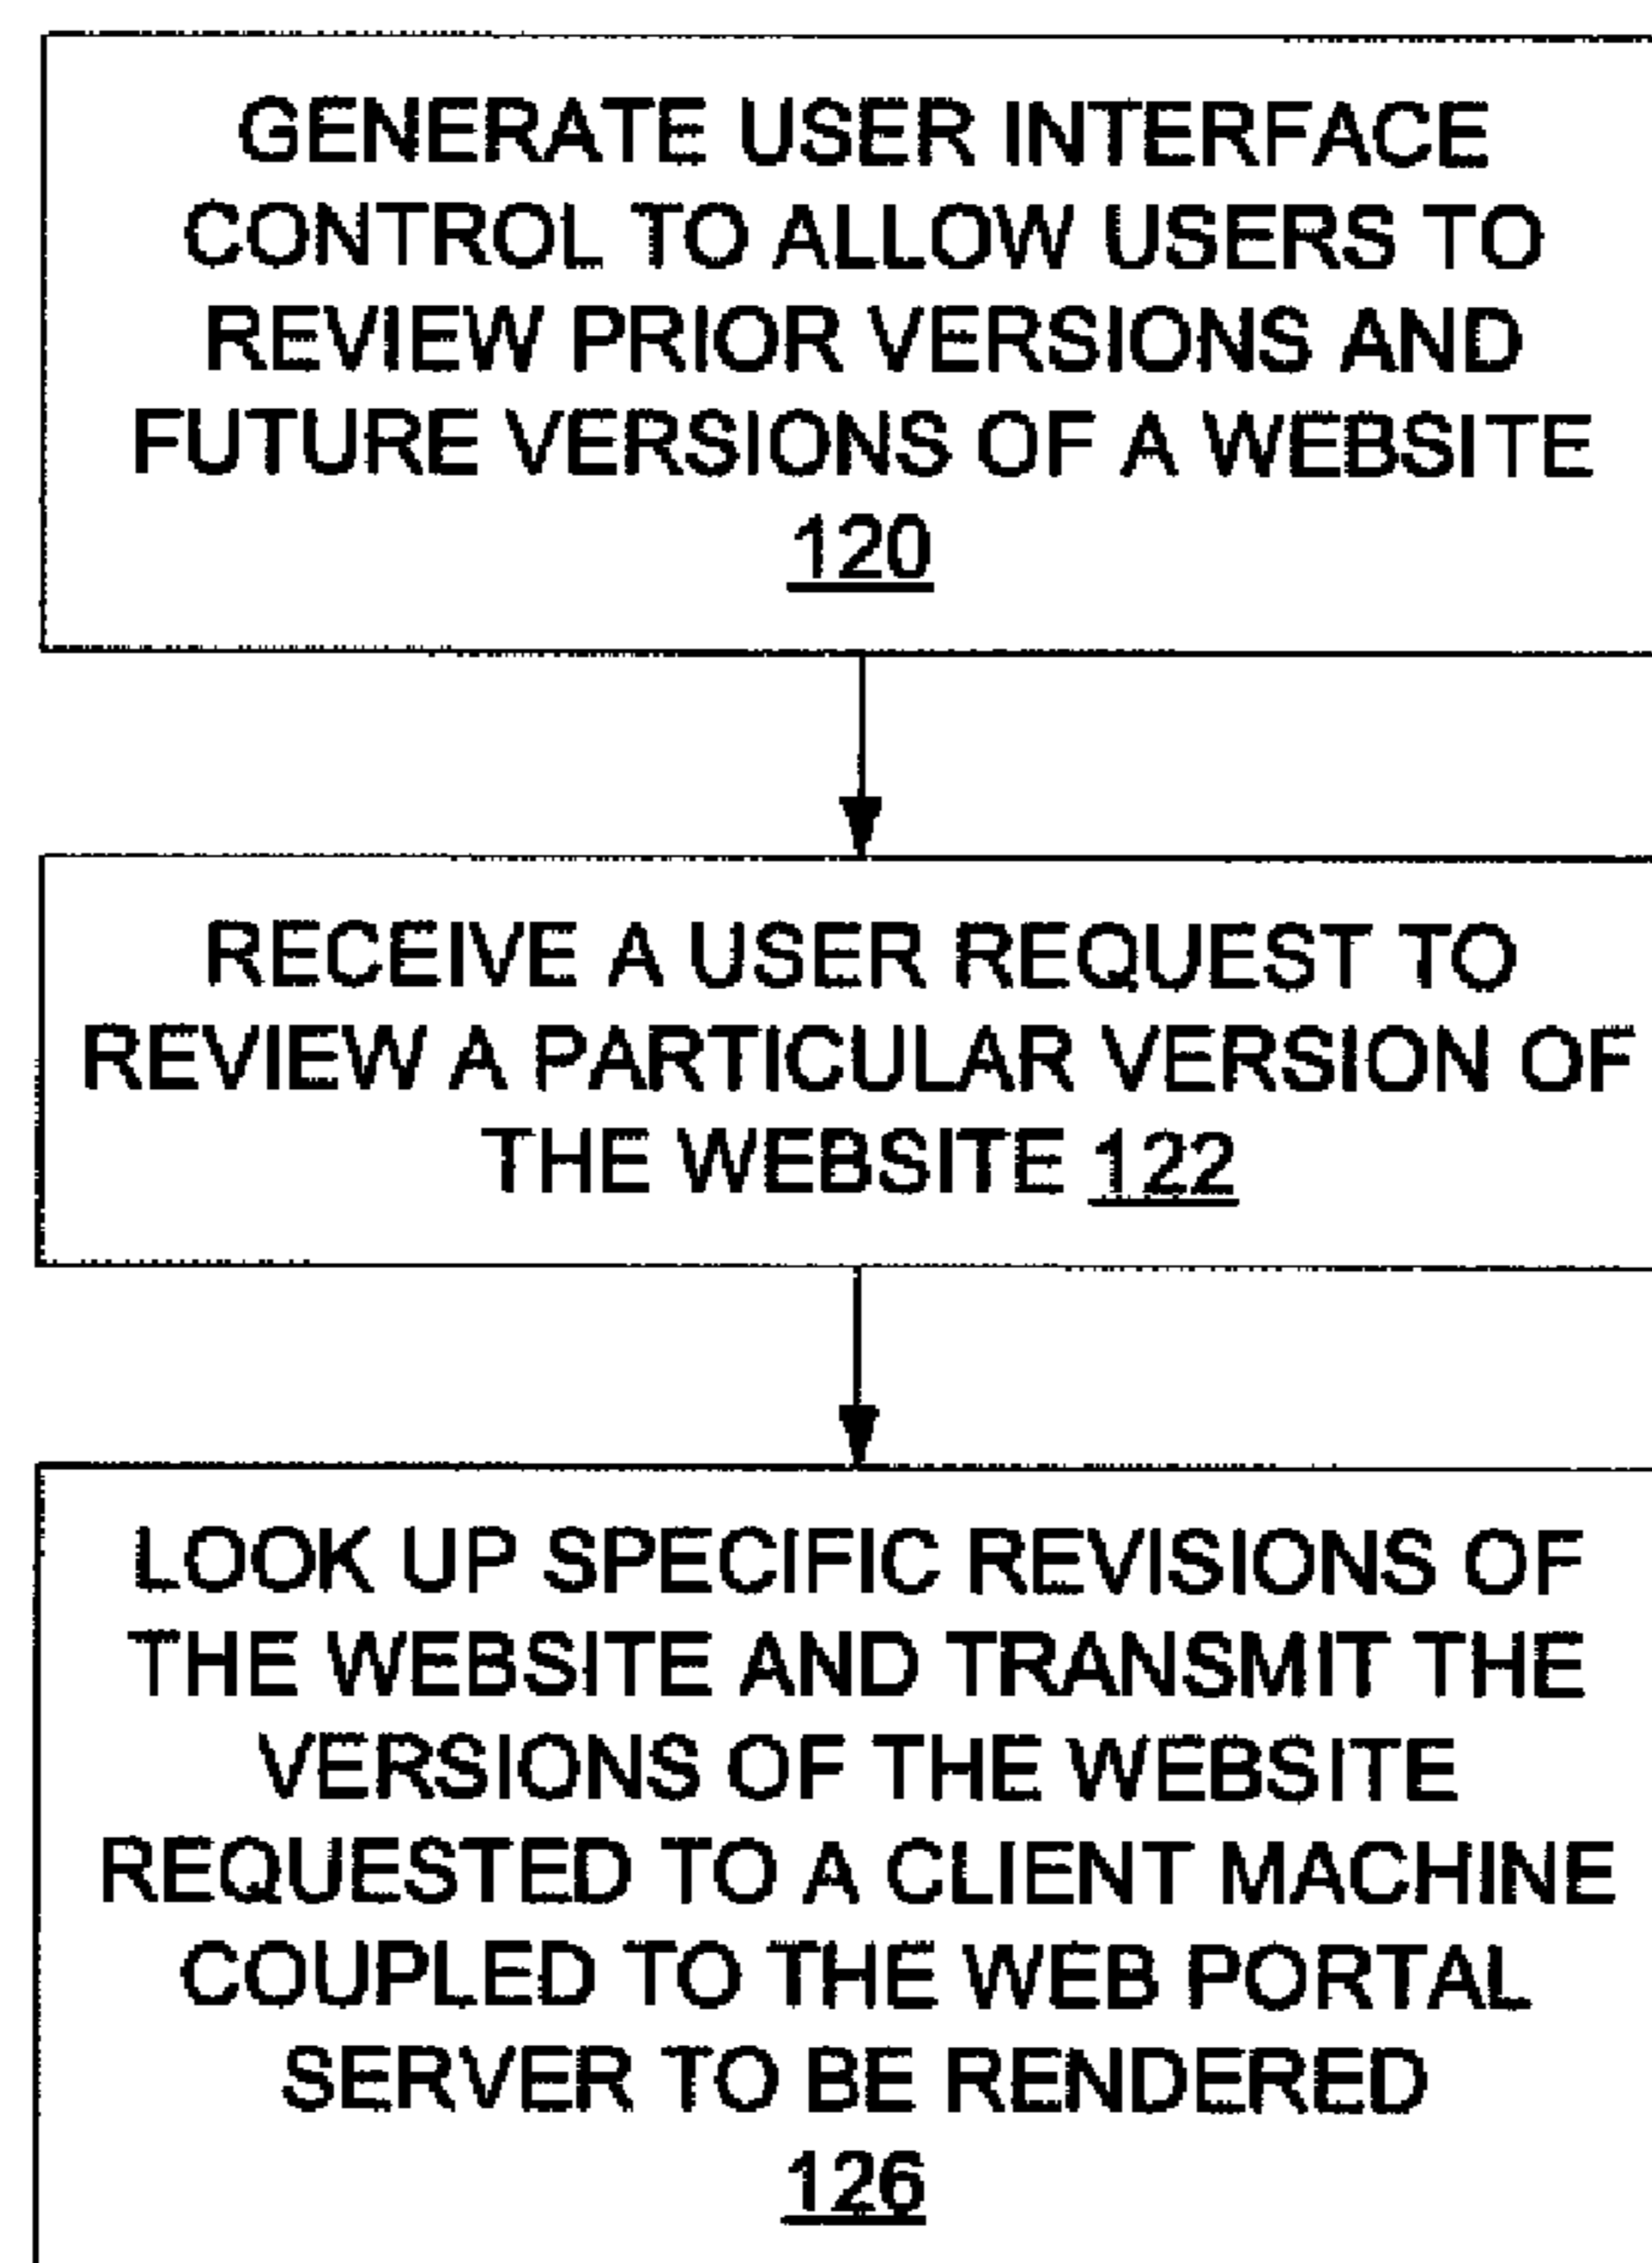 GENERATE USER INTERFACE
CONTROL TO ALLOW USERS TO
REVIEW PRIOR VERSIONS AND
FUTURE VERSIONS OF A WEBSITE
120
RECEIVE A USER REQUEST TO
REVIEW A PARTICULAR VERSION OF
THE WEBSITE 122
LOOK UP SPECIFIC REVISIONS OF
THE WEBSITE AND TRANSMIT THE
VERSIONS OF THE WEBSITE
REQUESTED TO A CLIENT MACHINE
COUPLED TO THE WEB PORTAL
SERVER TO BE RENDERED
126